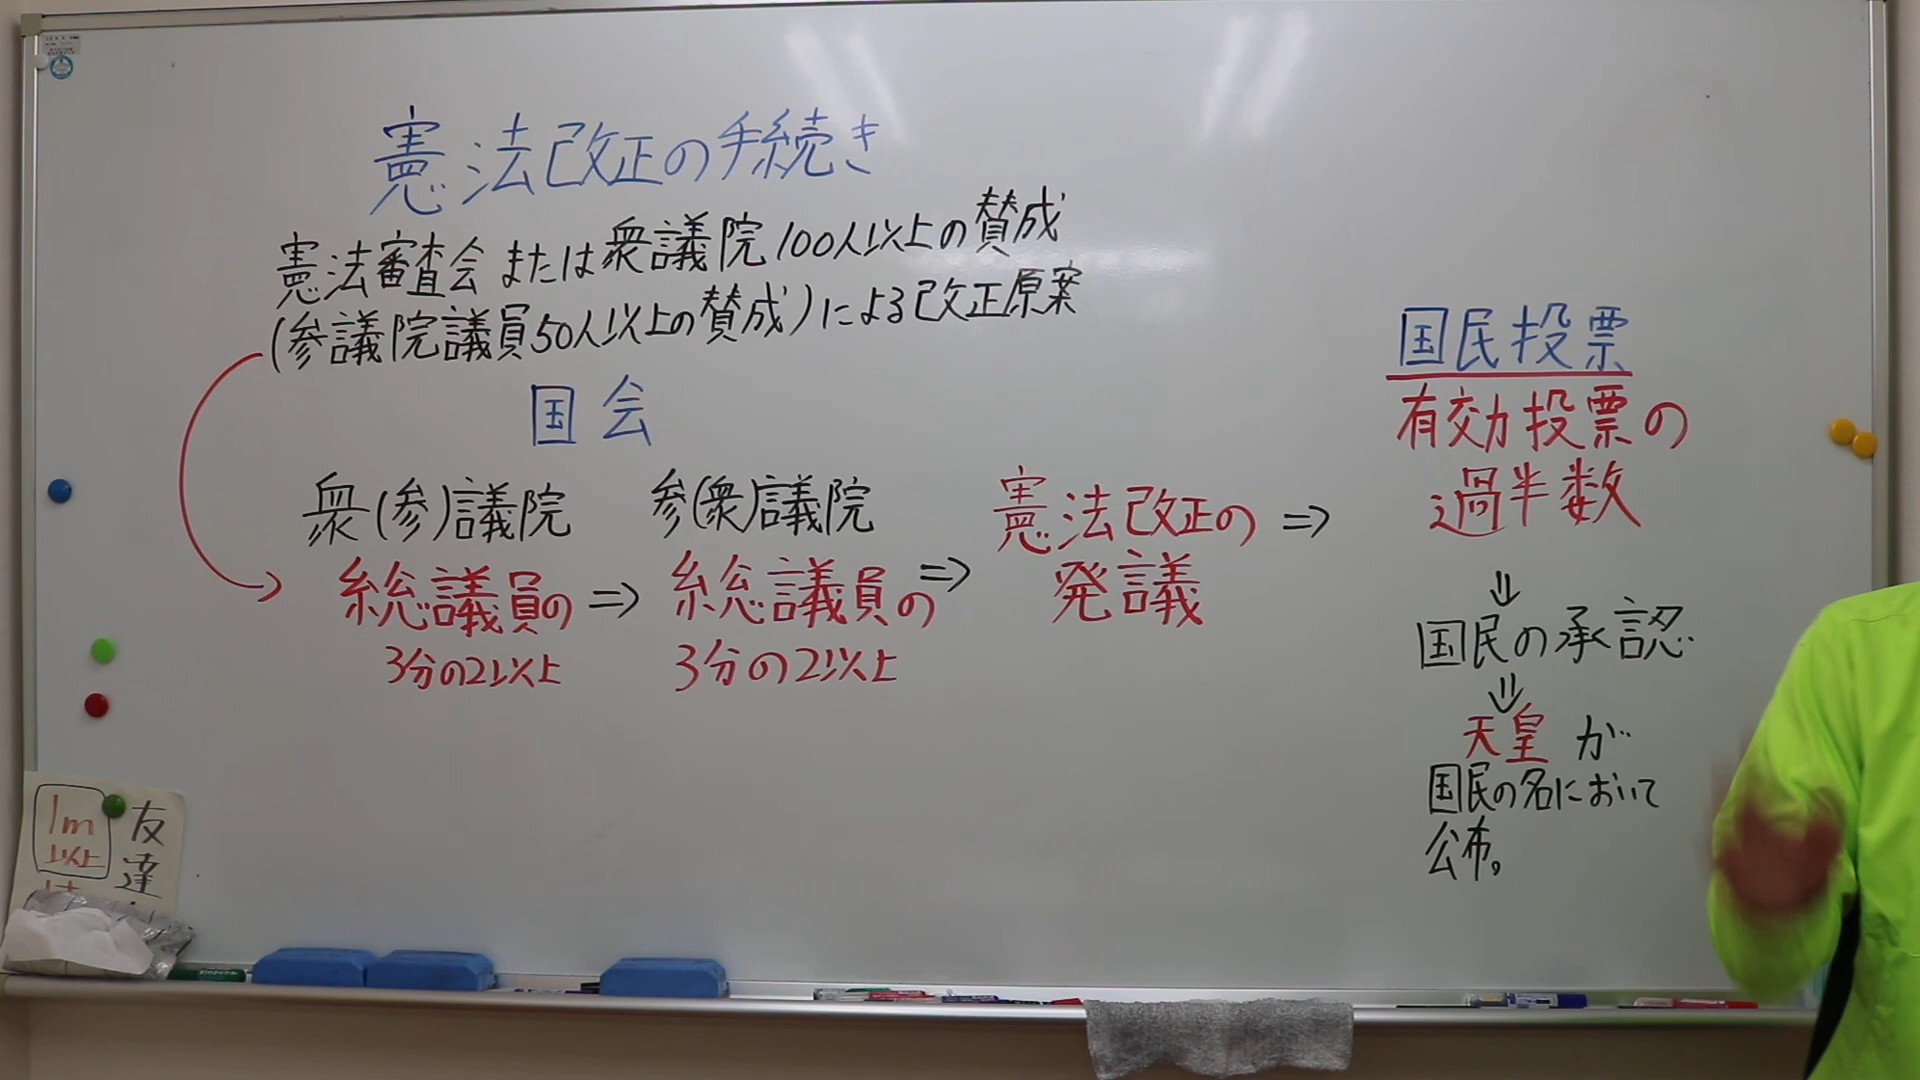 憲法改正の手続き
憲法審査会または衆議院100人以上の賛成
(参議院議員50人以上の賛成)による改正原案
国会
衆(参)議院
総議員の
3分の2以上
⇒
参(衆)議院
総議員の
3分の2以上
⇒
憲法改正の
発議
⇒
国民投票
有効投票の
過半数
⇓
国民の承認
⇓
天皇が
国民の名において
公布。
1m
以上
友
達